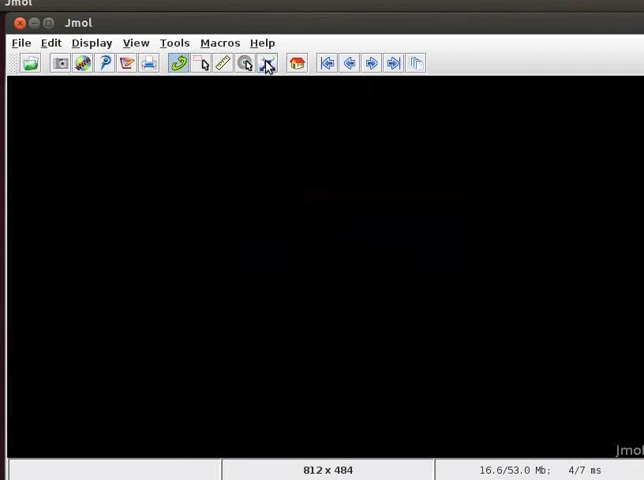 Jmol
Jmol
File Edit Display View Tools Macros Help
Jmol
812 x 484
16.6/53.0 Mb; 4/7 ms